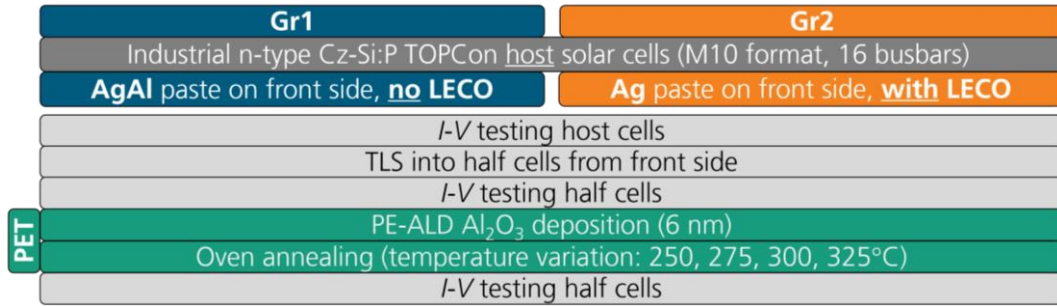 Gr1
Gr2
Industrial n-type Cz-Si:P TOPCon host solar cells (M10 format, 16 busbars)
AgAl paste on front side, no LECO
Ag paste on front side, with LECO
I-V testing host cells
TLS into half cells from front side
I-V testing half cells
PET
PE-ALD Al₂O₃ deposition (6 nm)
Oven annealing (temperature variation: 250, 275, 300, 325°C)
I-V testing half cells